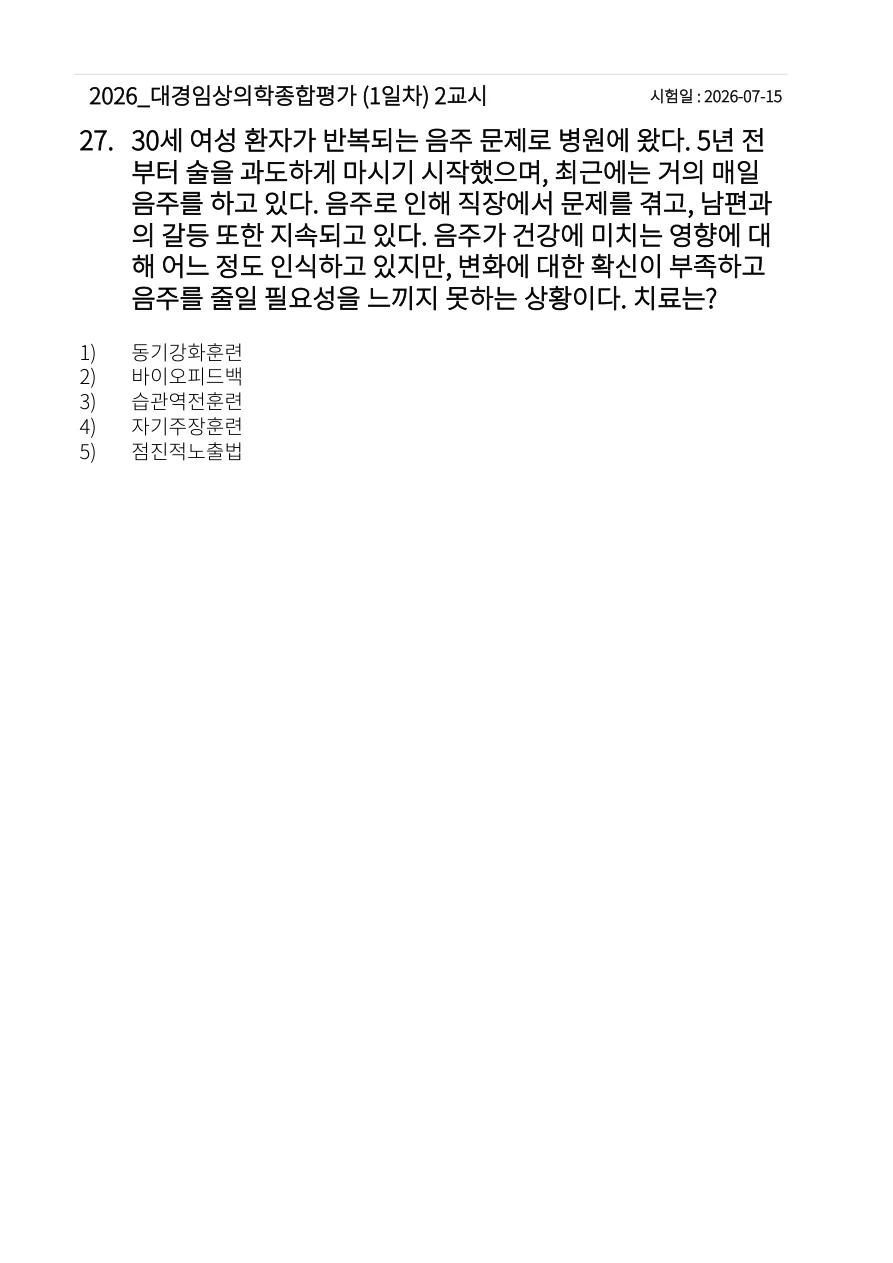 2026_대경임상의학종합평가 (1일차) 2교시 시험일 : 2026-07-15
27. 30세 여성 환자가 반복되는 음주 문제로 병원에 왔다. 5년 전
부터 술을 과도하게 마시기 시작했으며, 최근에는 거의 매일
음주를 하고 있다. 음주로 인해 직장에서 문제를 겪고, 남편과
의 갈등 또한 지속되고 있다. 음주가 건강에 미치는 영향에 대
해 어느 정도 인식하고 있지만, 변화에 대한 확신이 부족하고
음주를 줄일 필요성을 느끼지 못하는 상황이다. 치료는?
1) 동기강화훈련
2) 바이오피드백
3) 습관역전훈련
4) 자기주장훈련
5) 점진적노출법